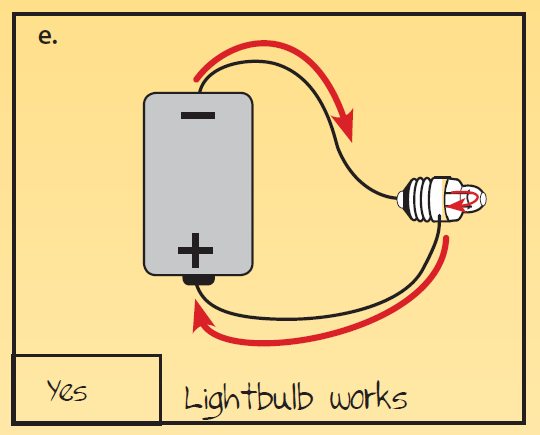 e.
−
+
Yes
Lightbulb works